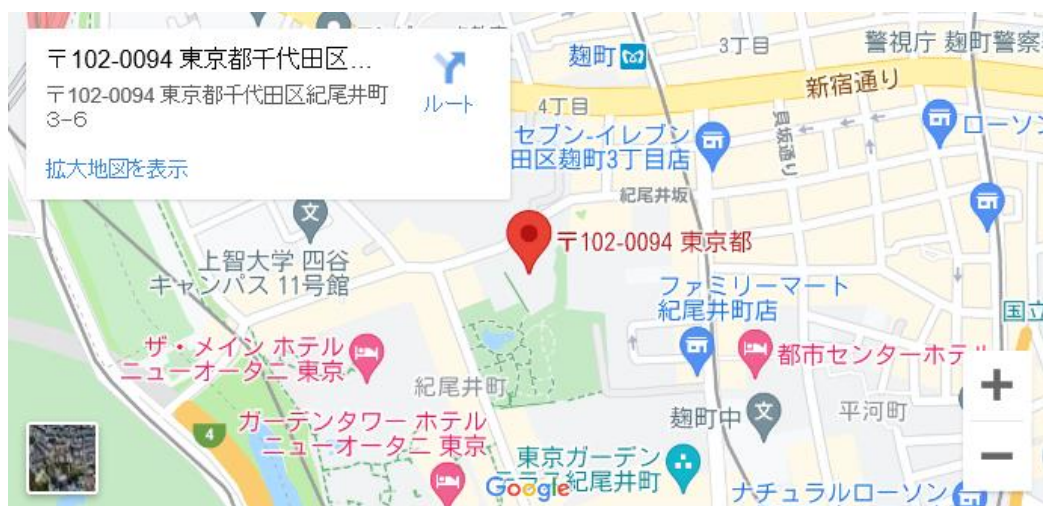 〒102-0094 東京都千代田区...
〒102-0094 東京都千代田区紀尾井町
3−6
ルート
拡大地図を表示
麹町
3丁目
警視庁 麹町警察
新宿通り
4丁目
セブン-イレブン
田区麹町3丁目店
貝坂通り
ローソン
紀尾井坂
〒102-0094 東京都
上智大学 四谷
キャンパス 11号館
ファミリーマート
紀尾井町店
国立
ザ・メイン ホテル
ニューオータニ 東京
都市センターホテル
紀尾井町
麹町中
平河町
4
ガーデンタワー ホテル
ニューオータニ 東京
東京ガーデン
テラス紀尾井町
Google
ナチュラルローソン